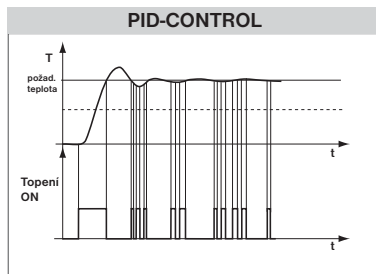 PID-CONTROL
T
požad.
teplota
t
Topení
ON
t